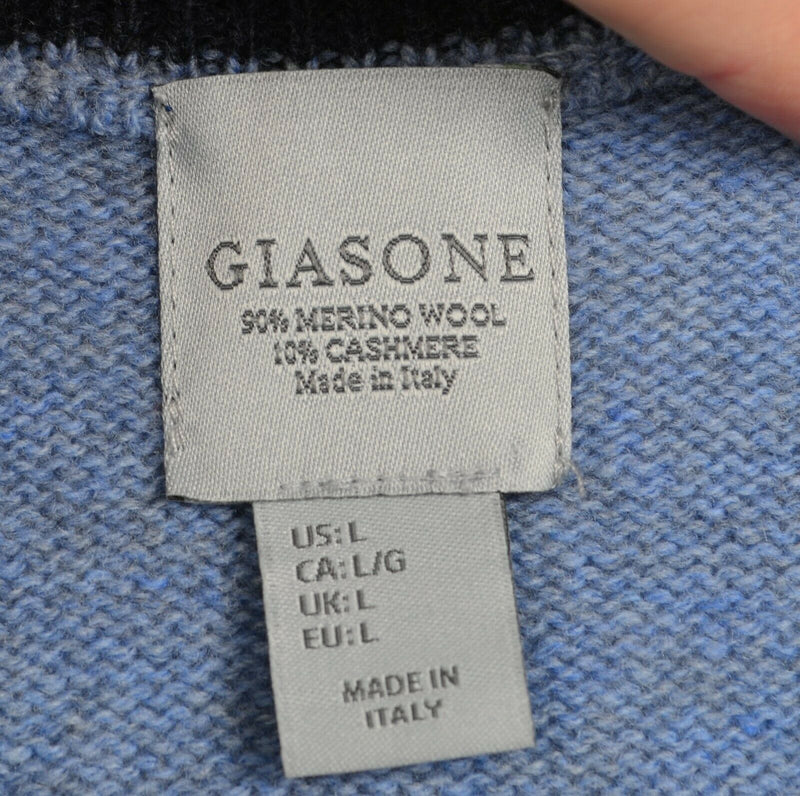 GIASONE
90% MERINO WOOL
10% CASHMERE
Made in Italy
US: L
CA: L/G
UK: L
EU: L
MADE IN
ITALY